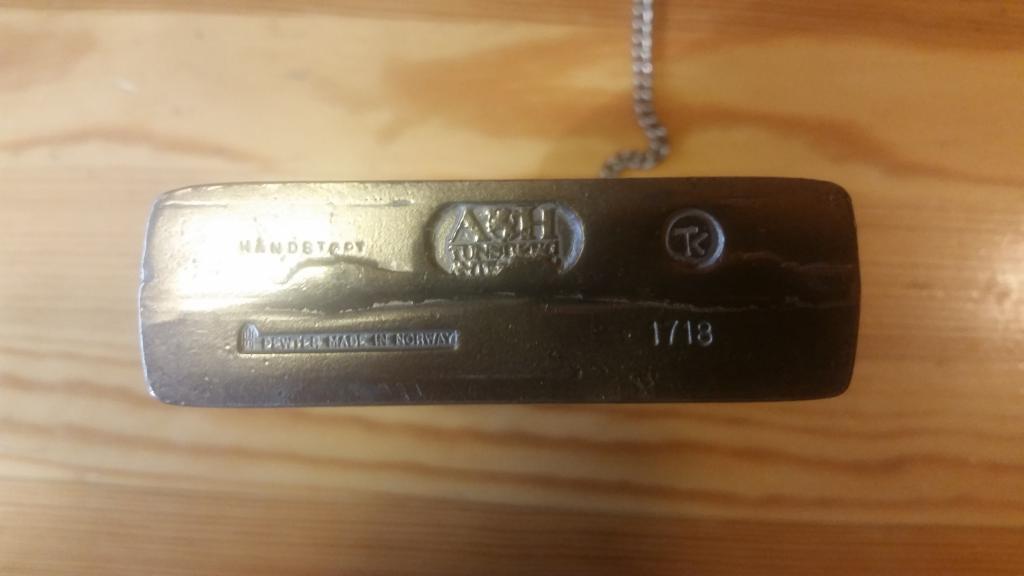 HÅNDSTØPT
A&H
TUNSBERG
TK
PEWTER MADE IN NORWAY
1718